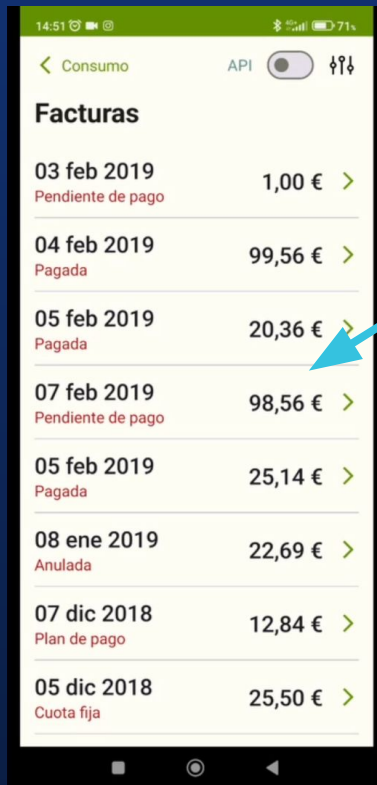 14:51 71%
Consumo API
Facturas
03 feb 2019
Pendiente de pago
1,00 €
04 feb 2019
Pagada
99,56 €
05 feb 2019
Pagada
20,36 €
07 feb 2019
Pendiente de pago
98,56 €
05 feb 2019
Pagada
25,14 €
08 ene 2019
Anulada
22,69 €
07 dic 2018
Plan de pago
12,84 €
05 dic 2018
Cuota fija
25,50 €